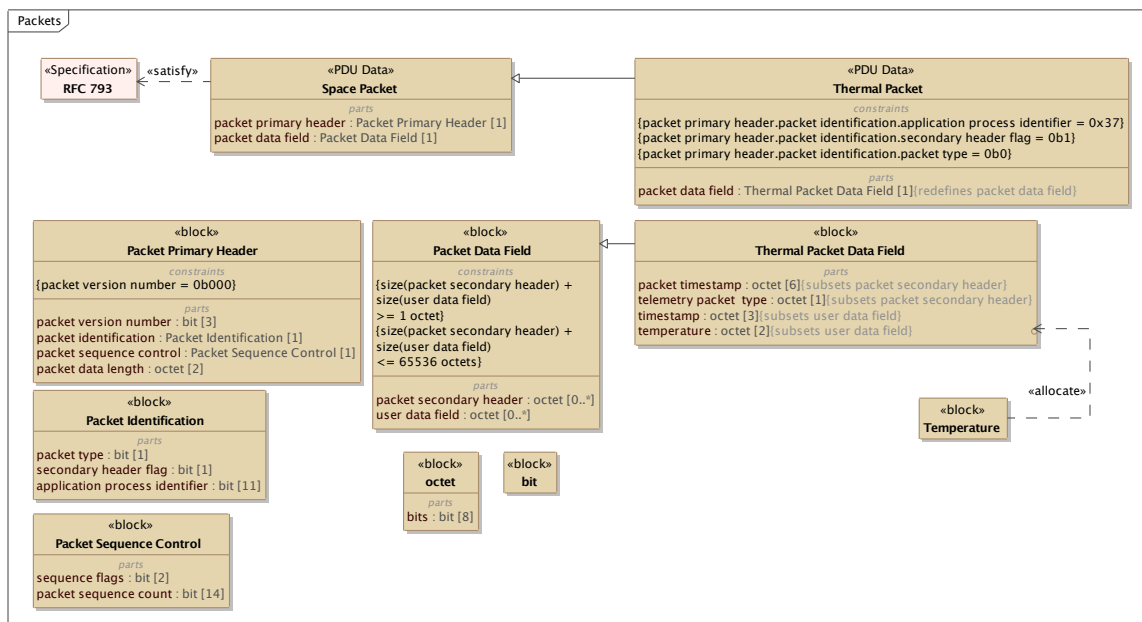 Packets
«Specification»
RFC 793
«satisfy»
«PDU Data»
Space Packet
parts
packet primary header : Packet Primary Header [1]
packet data field : Packet Data Field [1]
«PDU Data»
Thermal Packet
constraints
{packet primary header.packet identification.application process identifier = 0x37}
{packet primary header.packet identification.secondary header flag = 0b1}
{packet primary header.packet identification.packet type = 0b0}
parts
packet data field : Thermal Packet Data Field [1]{redefines packet data field}
«block»
Packet Primary Header
constraints
{packet version number = 0b000}
parts
packet version number : bit [3]
packet identification : Packet Identification [1]
packet sequence control : Packet Sequence Control [1]
packet data length : octet [2]
«block»
Packet Data Field
constraints
{size(packet secondary header) +
size(user data field)
>= 1 octet}
{size(packet secondary header) +
size(user data field)
<= 65536 octets}
parts
packet secondary header : octet [0..*]
user data field : octet [0..*]
«block»
Thermal Packet Data Field
parts
packet timestamp : octet [6]{subsets packet secondary header}
telemetry packet type : octet [1]{subsets packet secondary header}
timestamp : octet [3]{subsets user data field}
temperature : octet [2]{subsets user data field}
«allocate»
«block»
Temperature
«block»
Packet Identification
parts
packet type : bit [1]
secondary header flag : bit [1]
application process identifier : bit [11]
«block»
octet
parts
bits : bit [8]
«block»
bit
«block»
Packet Sequence Control
parts
sequence flags : bit [2]
packet sequence count : bit [14]